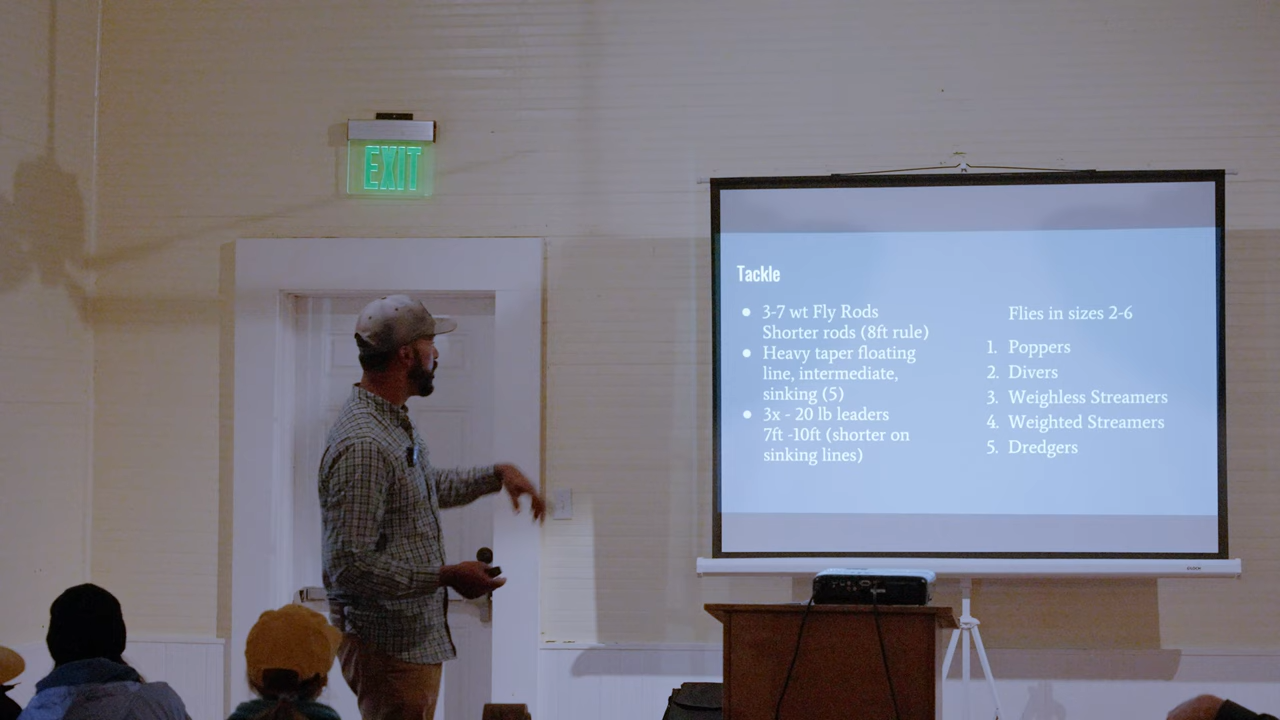 EXIT
Tackle
3-7 wt Fly Rods
Shorter rods (8ft rule)
Heavy taper floating
line, intermediate,
sinking (5)
3x - 20 lb leaders
7ft -10ft (shorter on
sinking lines)
Flies in sizes 2-6
1. Poppers
2. Divers
3. Weighless Streamers
4. Weighted Streamers
5. Dredgers